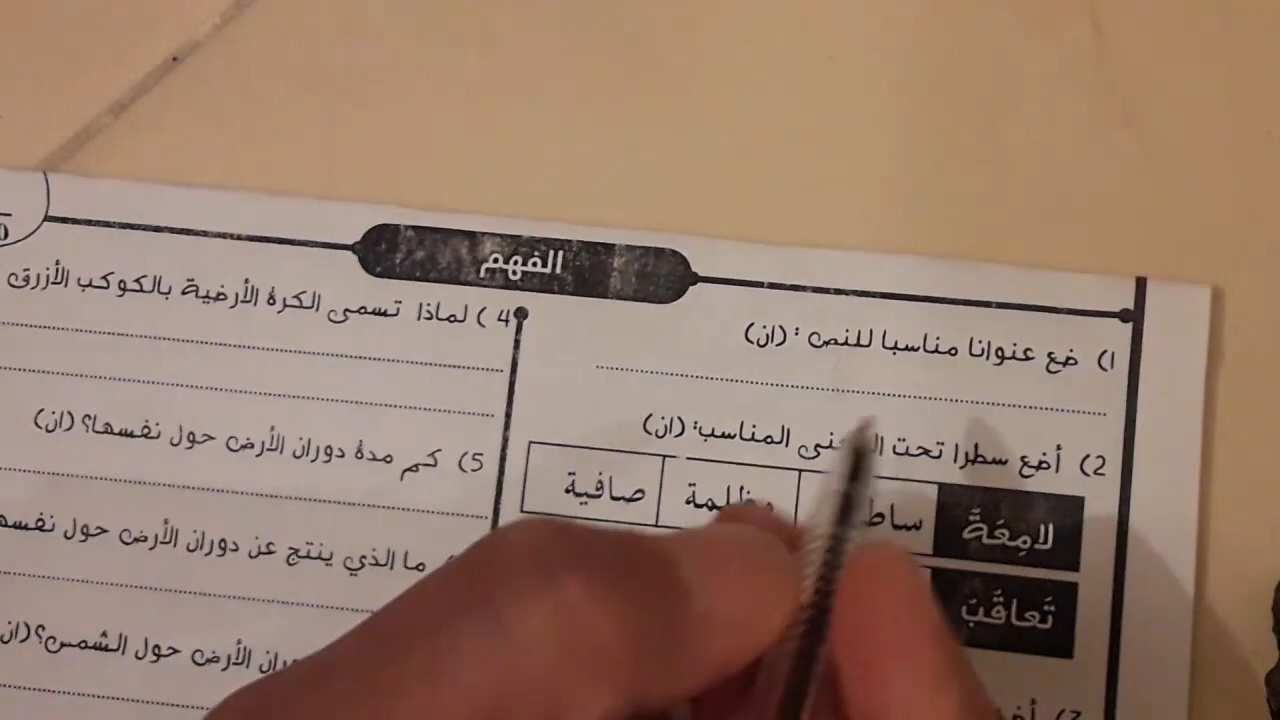 الفهم
1) ضع عنوانا مناسبا للنص : (ان)
2) أضع سطرا تحت المناسب: (ان)
لامِعَةً صافية
تَعاقُبَ
4) لماذا تسمى الكرة الأرضية بالكوكب الأزرق
5) كم مدة دوران الأرض حول نفسها؟ (ان)
ما الذي ينتج عن دوران الأرض حول
الأرض حول الشمس؟ (ان